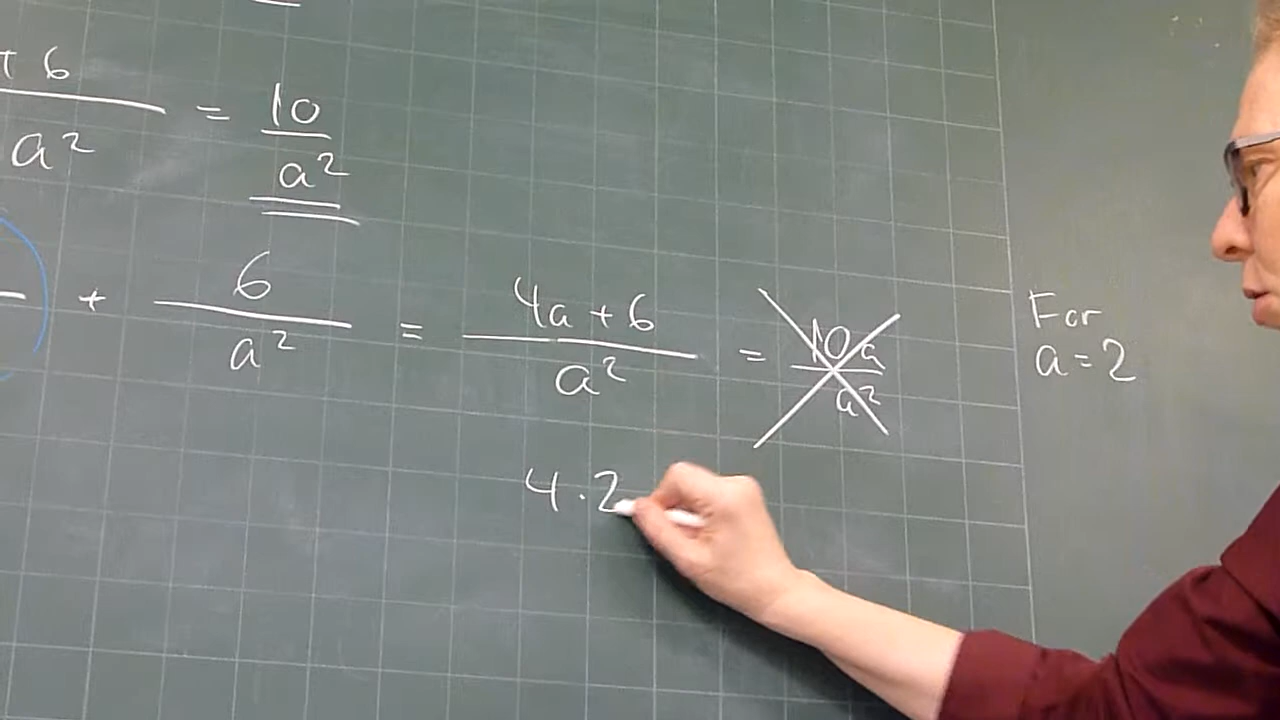 + 6 / a² = 10 / a²
+ 6 / a² = 4a + 6 / a² = 10a / a²
For
a = 2
4 · 2